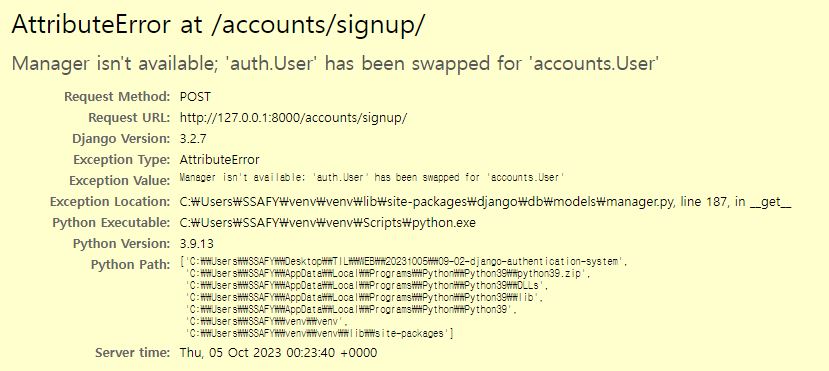 AttributeError at /accounts/signup/
Manager isn't available; 'auth.User' has been swapped for 'accounts.User'
Request Method: POST
Request URL: http://127.0.0.1:8000/accounts/signup/
Django Version: 3.2.7
Exception Type: AttributeError
Exception Value: Manager isn't available; 'auth.User' has been swapped for 'accounts.User'
Exception Location: C:₩Users₩SSAFY₩venv₩venv₩lib₩site-packages₩django₩db₩models₩manager.py, line 187, in __get__
Python Executable: C:₩Users₩SSAFY₩venv₩venv₩Scripts₩python.exe
Python Version: 3.9.13
Python Path: ['C:₩₩Users₩₩SSAFY₩₩Desktop₩₩TIL₩₩WEB₩₩20231005₩₩09-02-django-authentication-system',
'C:₩₩Users₩₩SSAFY₩₩AppData₩₩Local₩₩Programs₩₩Python₩₩Python39₩₩python39.zip',
'C:₩₩Users₩₩SSAFY₩₩AppData₩₩Local₩₩Programs₩₩Python₩₩Python39₩₩DLLs',
'C:₩₩Users₩₩SSAFY₩₩AppData₩₩Local₩₩Programs₩₩Python₩₩Python39₩₩lib',
'C:₩₩Users₩₩SSAFY₩₩AppData₩₩Local₩₩Programs₩₩Python₩₩Python39',
'C:₩₩Users₩₩SSAFY₩₩venv₩₩venv',
'C:₩₩Users₩₩SSAFY₩₩venv₩₩venv₩₩lib₩₩site-packages']
Server time: Thu, 05 Oct 2023 00:23:40 +0000